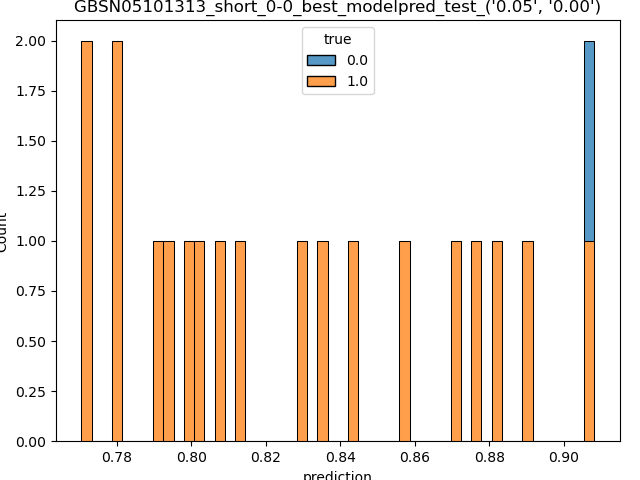 GBSN05101313_short_0-0_best_modelpred_test_('0.05', '0.00')
true
0.0
1.0
2.00
1.75
1.50
1.25
1.00
0.75
0.50
0.25
0.00
Count
0.78 0.80 0.82 0.84 0.86 0.88 0.90
prediction